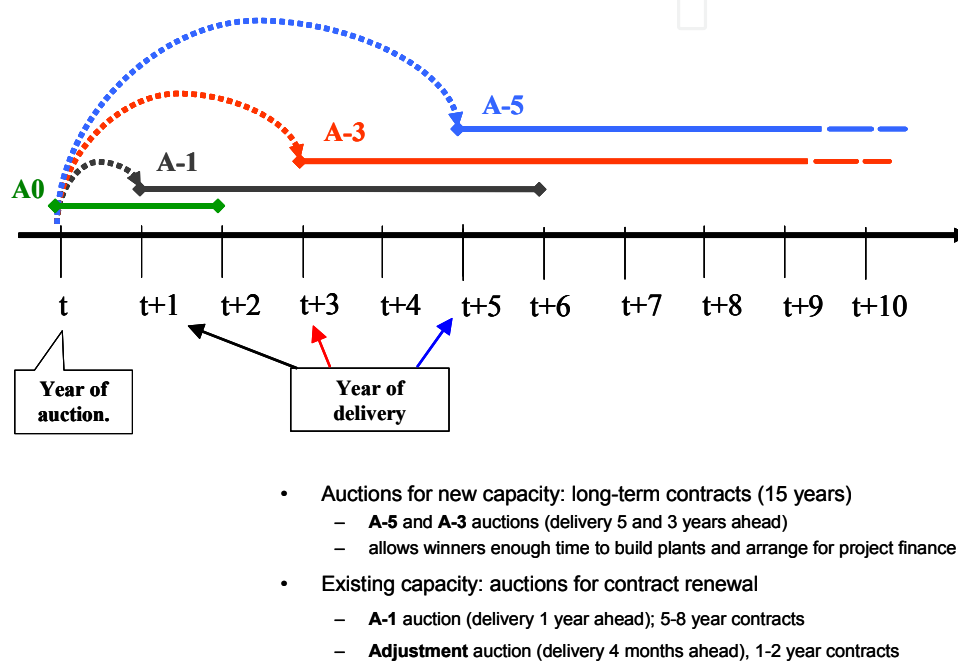 A-5
A-3
A-1
A0
t t+1 t+2 t+3 t+4 t+5 t+6 t+7 t+8 t+9 t+10
Year of
auction.
Year of
delivery
• Auctions for new capacity: long-term contracts (15 years)
– A-5 and A-3 auctions (delivery 5 and 3 years ahead)
– allows winners enough time to build plants and arrange for project finance
• Existing capacity: auctions for contract renewal
– A-1 auction (delivery 1 year ahead); 5-8 year contracts
– Adjustment auction (delivery 4 months ahead), 1-2 year contracts